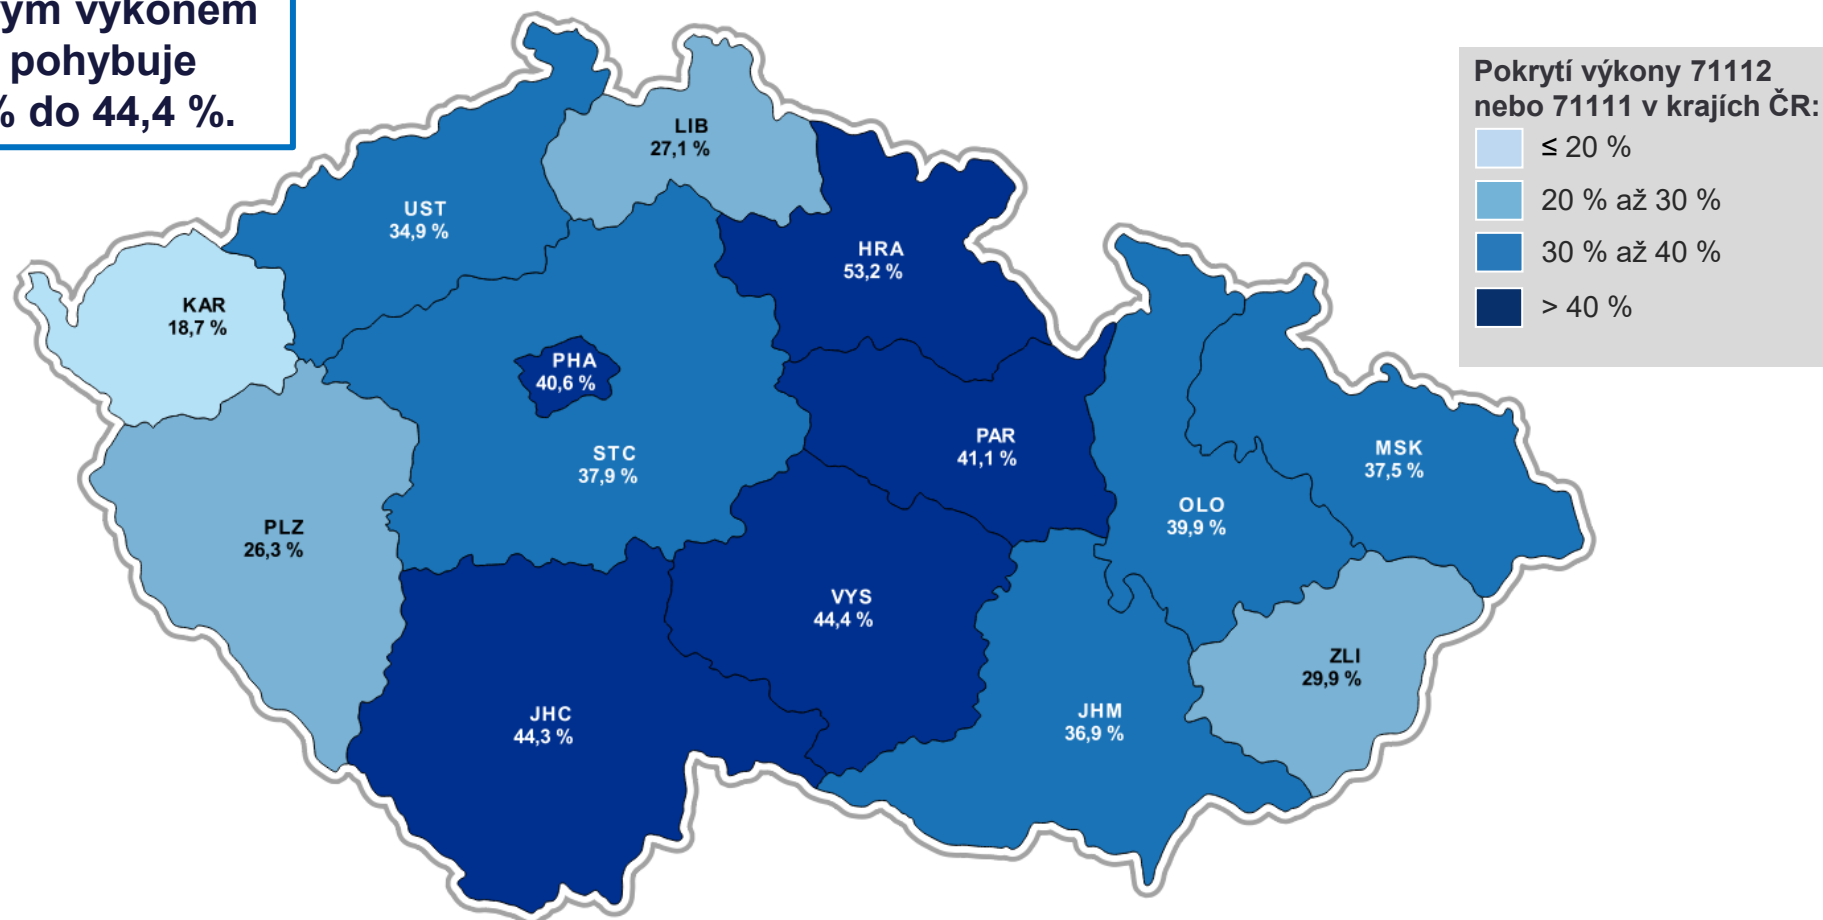 výkonem
pohybuje
% do 44,4 %.
Pokrytí výkony 71112
nebo 71111 v krajích ČR:
≤ 20 %
20 % až 30 %
30 % až 40 %
> 40 %
LIB
27,1 %
UST
34,9 %
HRA
53,2 %
KAR
18,7 %
PHA
40,6 %
PAR
41,1 %
STC
37,9 %
MSK
37,5 %
OLO
39,9 %
PLZ
26,3 %
VYS
44,4 %
ZLI
29,9 %
JHC
44,3 %
JHM
36,9 %